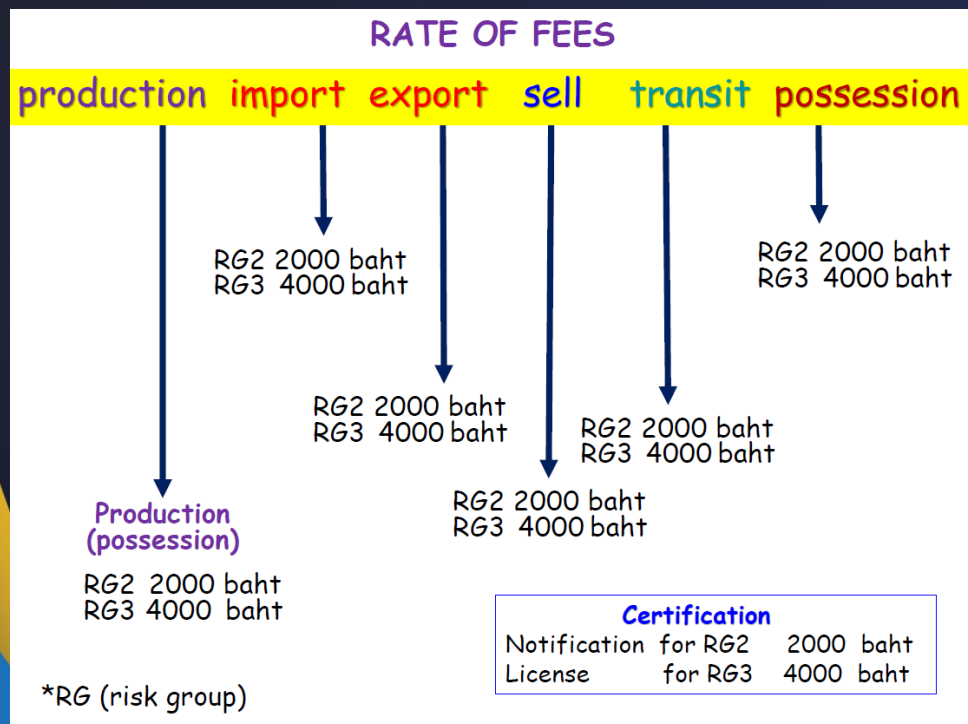 RATE OF FEES
production import export sell transit possession
RG2 2000 baht
RG3 4000 baht
RG2 2000 baht
RG3 4000 baht
RG2 2000 baht
RG3 4000 baht
RG2 2000 baht
RG3 4000 baht
RG2 2000 baht
RG3 4000 baht
Production
(possession)
RG2 2000 baht
RG3 4000 baht
Certification
Notification for RG2 2000 baht
License for RG3 4000 baht
*RG (risk group)